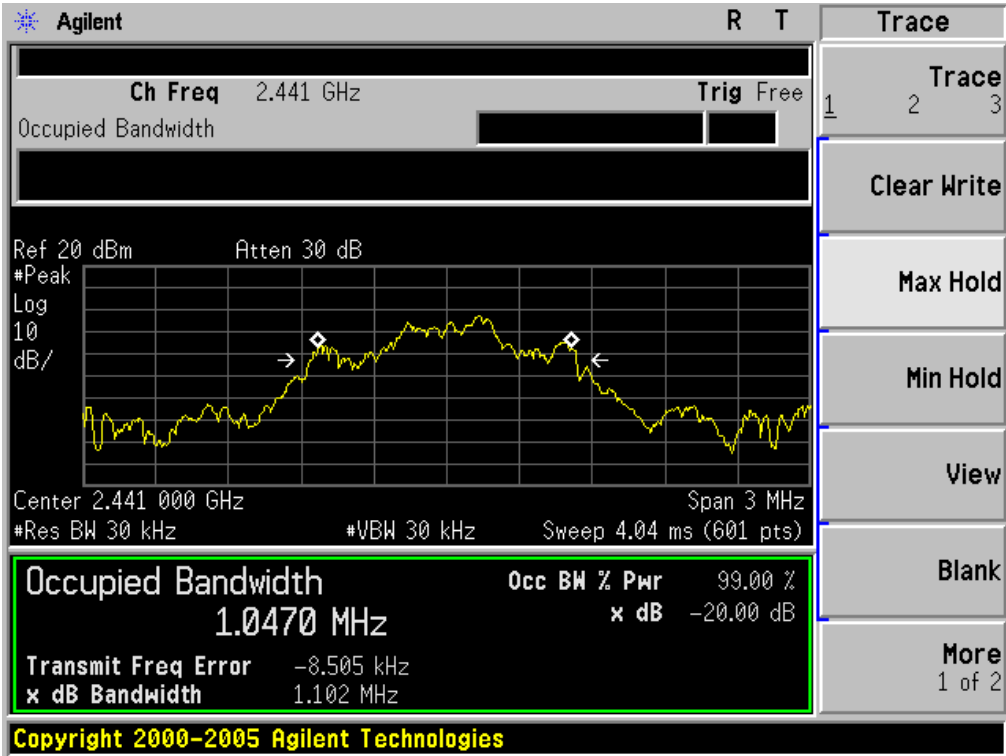 Agilent R T
Ch Freq 2.441 GHz Trig Free
Occupied Bandwidth
Ref 20 dBm Atten 30 dB
#Peak
Log
10
dB/
Center 2.441 000 GHz Span 3 MHz
#Res BW 30 kHz #VBW 30 kHz Sweep 4.04 ms (601 pts)
Occupied Bandwidth
1.0470 MHz
Occ BW % Pwr 99.00 %
x dB -20.00 dB
Transmit Freq Error -8.505 kHz
x dB Bandwidth 1.102 MHz
Copyright 2000-2005 Agilent Technologies
Trace
Trace
1 2 3
Clear Write
Max Hold
Min Hold
View
Blank
More
1 of 2